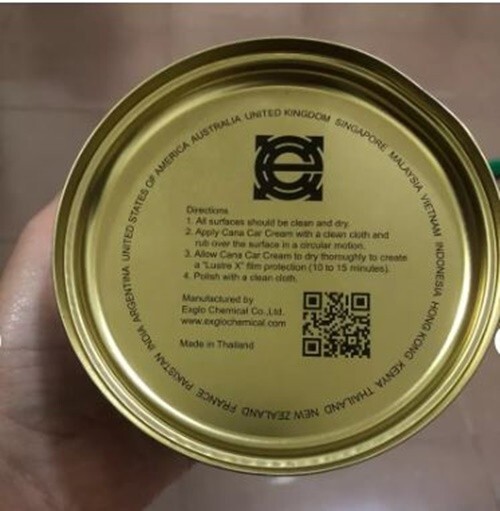 UNITED STATES OF AMERICA AUSTRALIA UNITED KINGDOM SINGAPORE MALAYSIA VIETNAM INDONESIA HONG KONG KENYA THAILAND NEW ZEALAND FRANCE PAKISTAN INDIA ARGENTINA
e
Directions
1. All surfaces should be clean and dry.
2. Apply Cana Car Cream with a clean cloth and
rub over the surface in a circular motion.
3. Allow Cana Car Cream to dry thoroughly to create
a "Lustre X" film protection (10 to 15 minutes).
4. Polish with a clean cloth.
Manufactured by
Exglo Chemical Co.,Ltd.
www.exglochemical.com
Made in Thailand